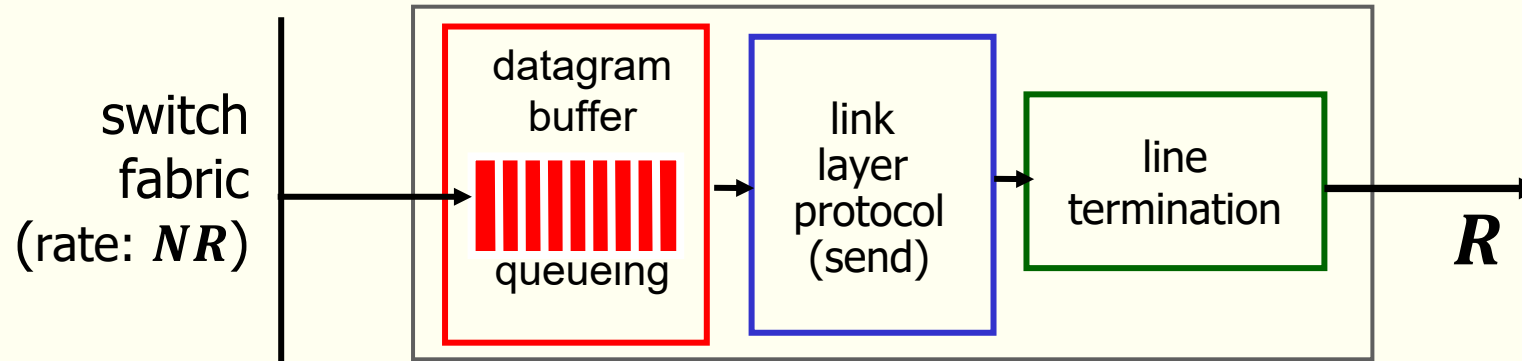 switch
fabric
(rate: NR)
datagram
buffer
queueing
link
layer
protocol
(send)
line
termination
R